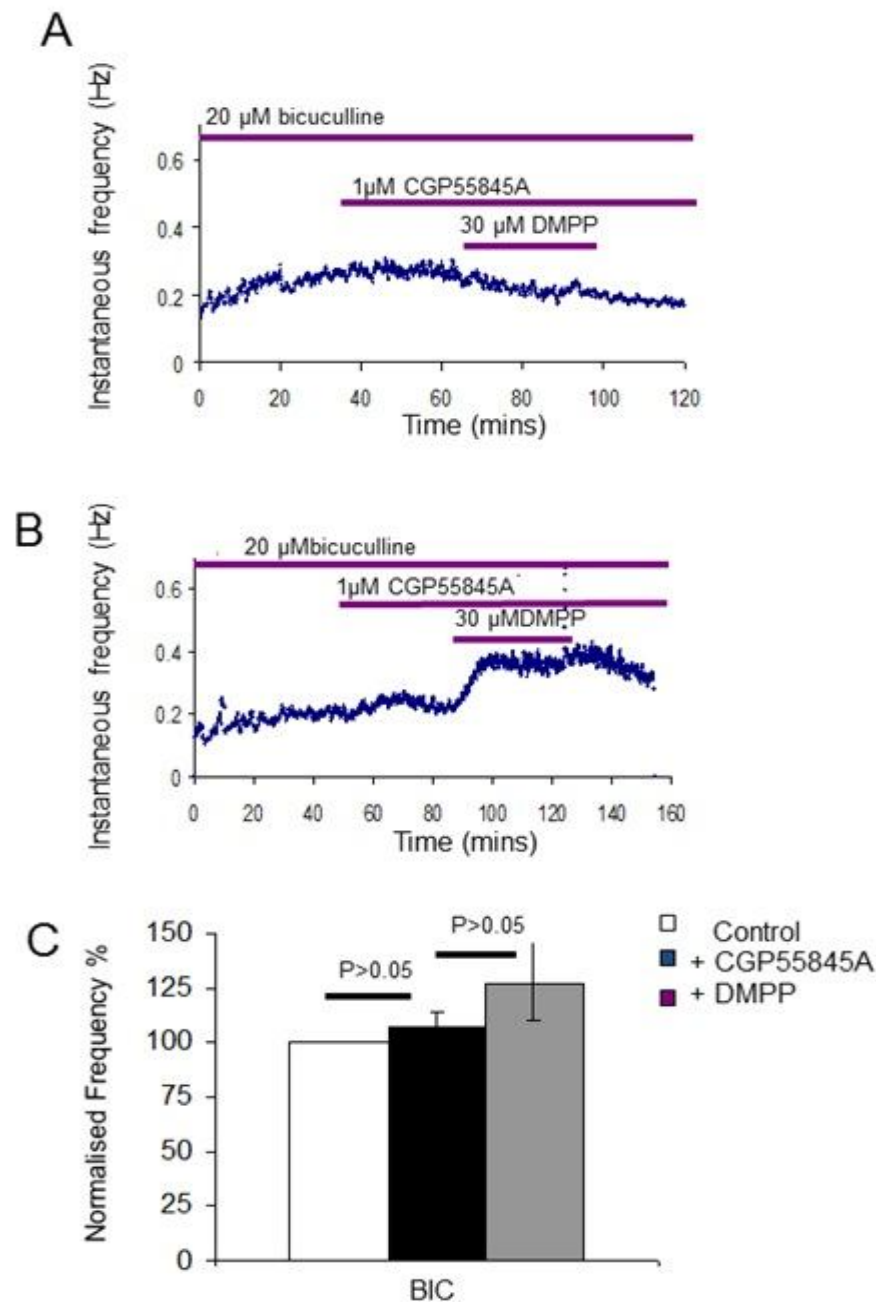 A
Instantaneous frequency (Hz)
20 µM bicuculline
1µM CGP55845A
30 µM DMPP
0.6
0.4
0.2
0
0 20 40 60 80 100 120
Time (mins)
B
Instantaneous frequency (Hz)
20 µMbicuculline
1µM CGP55845A
30 µMDMPP
0.6
0.4
0.2
0
0 20 40 60 80 100 120 140 160
Time (mins)
C
Normalised Frequency %
150
125
100
75
50
25
0
P>0.05
P>0.05
BIC
Control
+ CGP55845A
+ DMPP